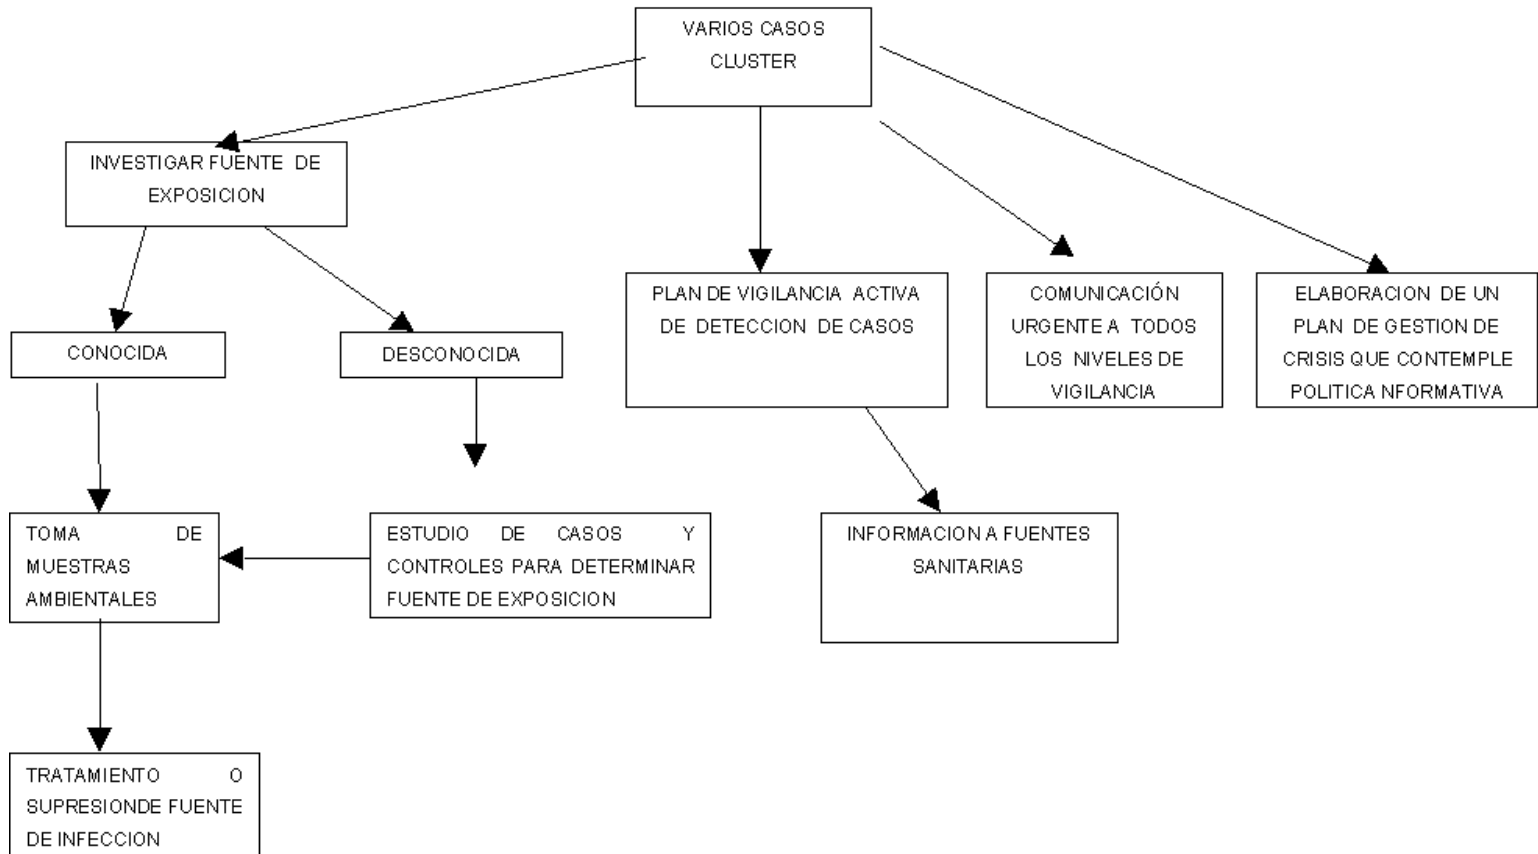 VARIOS CASOS
CLUSTER
INVESTIGAR FUENTE DE
EXPOSICION
CONOCIDA
DESCONOCIDA
PLAN DE VIGILANCIA ACTIVA
DE DETECCION DE CASOS
COMUNICACIÓN
URGENTE A TODOS
LOS NIVELES DE
VIGILANCIA
ELABORACION DE UN
PLAN DE GESTION DE
CRISIS QUE CONTEMPLE
POLITICA NFORMATIVA
TOMA DE
MUESTRAS
AMBIENTALES
ESTUDIO DE CASOS Y
CONTROLES PARA DETERMINAR
FUENTE DE EXPOSICION
INFORMACION A FUENTES
SANITARIAS
TRATAMIENTO O
SUPRESIONDE FUENTE
DE INFECCION